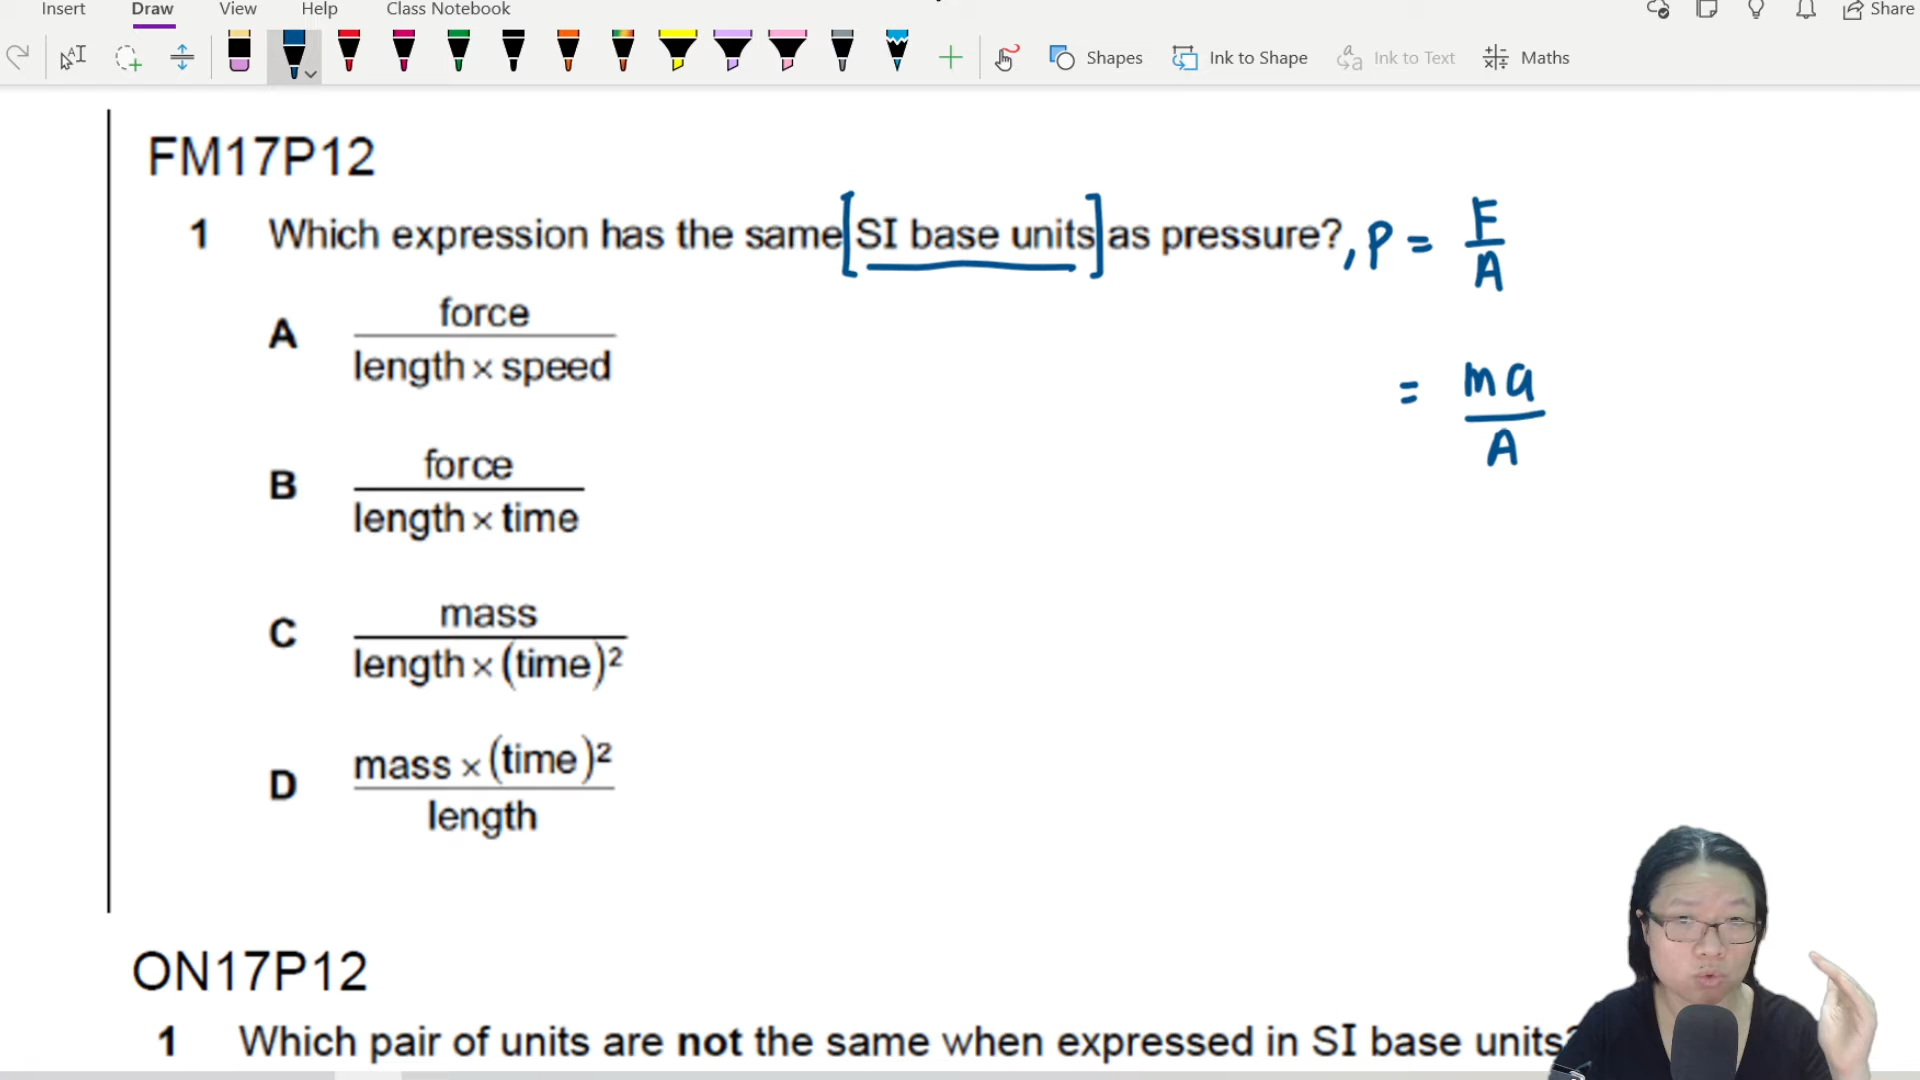 Insert Draw View Help Class Notebook Share
Shapes Ink to Shape Ink to Text Maths
FM17P12
1 Which expression has the same [SI base units] as pressure?, P = F/A
= ma/A
A force
length × speed
B force
length × time
C mass
length × (time)²
D mass × (time)²
length
ON17P12
1 Which pair of units are not the same when expressed in SI base units?